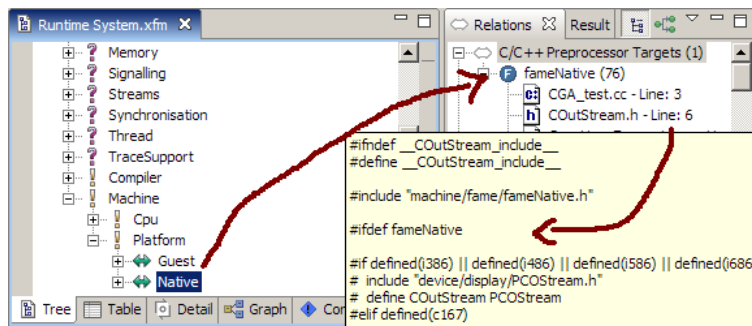 Runtime System.xfm
Memory
Signalling
Streams
Synchronisation
Thread
TraceSupport
Compiler
Machine
Cpu
Platform
Guest
Native
Tree Table Detail Graph
Relations Result
C/C++ Preprocessor Targets (1)
F fameNative (76)
c: CGA_test.cc - Line: 3
h COutStream.h - Line: 6
#ifndef __COutStream_include__
#define __COutStream_include__
#include "machine/fame/fameNative.h"
#ifdef fameNative
#if defined(i386) || defined(i486) || defined(i586) || defined(i686
# include "device/display/PCOStream.h"
# define COutStream PCOStream
#elif defined(c167)